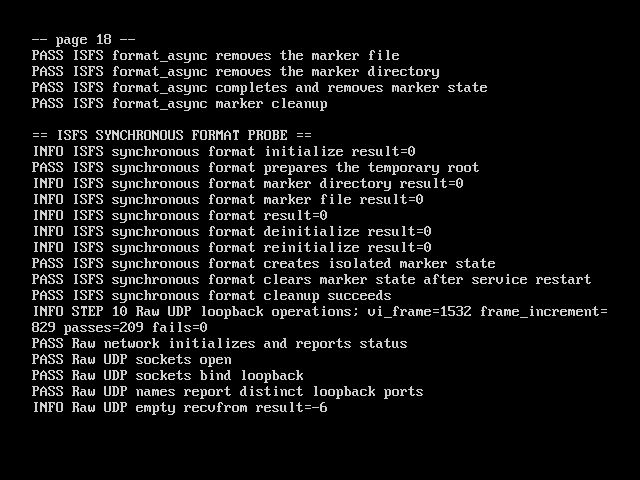 -- page 18 --
PASS ISFS format_async removes the marker file
PASS ISFS format_async removes the marker directory
PASS ISFS format_async completes and removes marker state
PASS ISFS format_async marker cleanup
== ISFS SYNCHRONOUS FORMAT PROBE ==
INFO ISFS synchronous format initialize result=0
PASS ISFS synchronous format prepares the temporary root
INFO ISFS synchronous format marker directory result=0
INFO ISFS synchronous format marker file result=0
INFO ISFS synchronous format result=0
INFO ISFS synchronous format deinitialize result=0
INFO ISFS synchronous format reinitialize result=0
PASS ISFS synchronous format creates isolated marker state
PASS ISFS synchronous format clears marker state after service restart
PASS ISFS synchronous format cleanup succeeds
INFO STEP 10 Raw UDP loopback operations; vi_frame=1532 frame_increment=
829 passes=209 fails=0
PASS Raw network initializes and reports status
PASS Raw UDP sockets open
PASS Raw UDP sockets bind loopback
PASS Raw UDP names report distinct loopback ports
INFO Raw UDP empty recvfrom result=-6